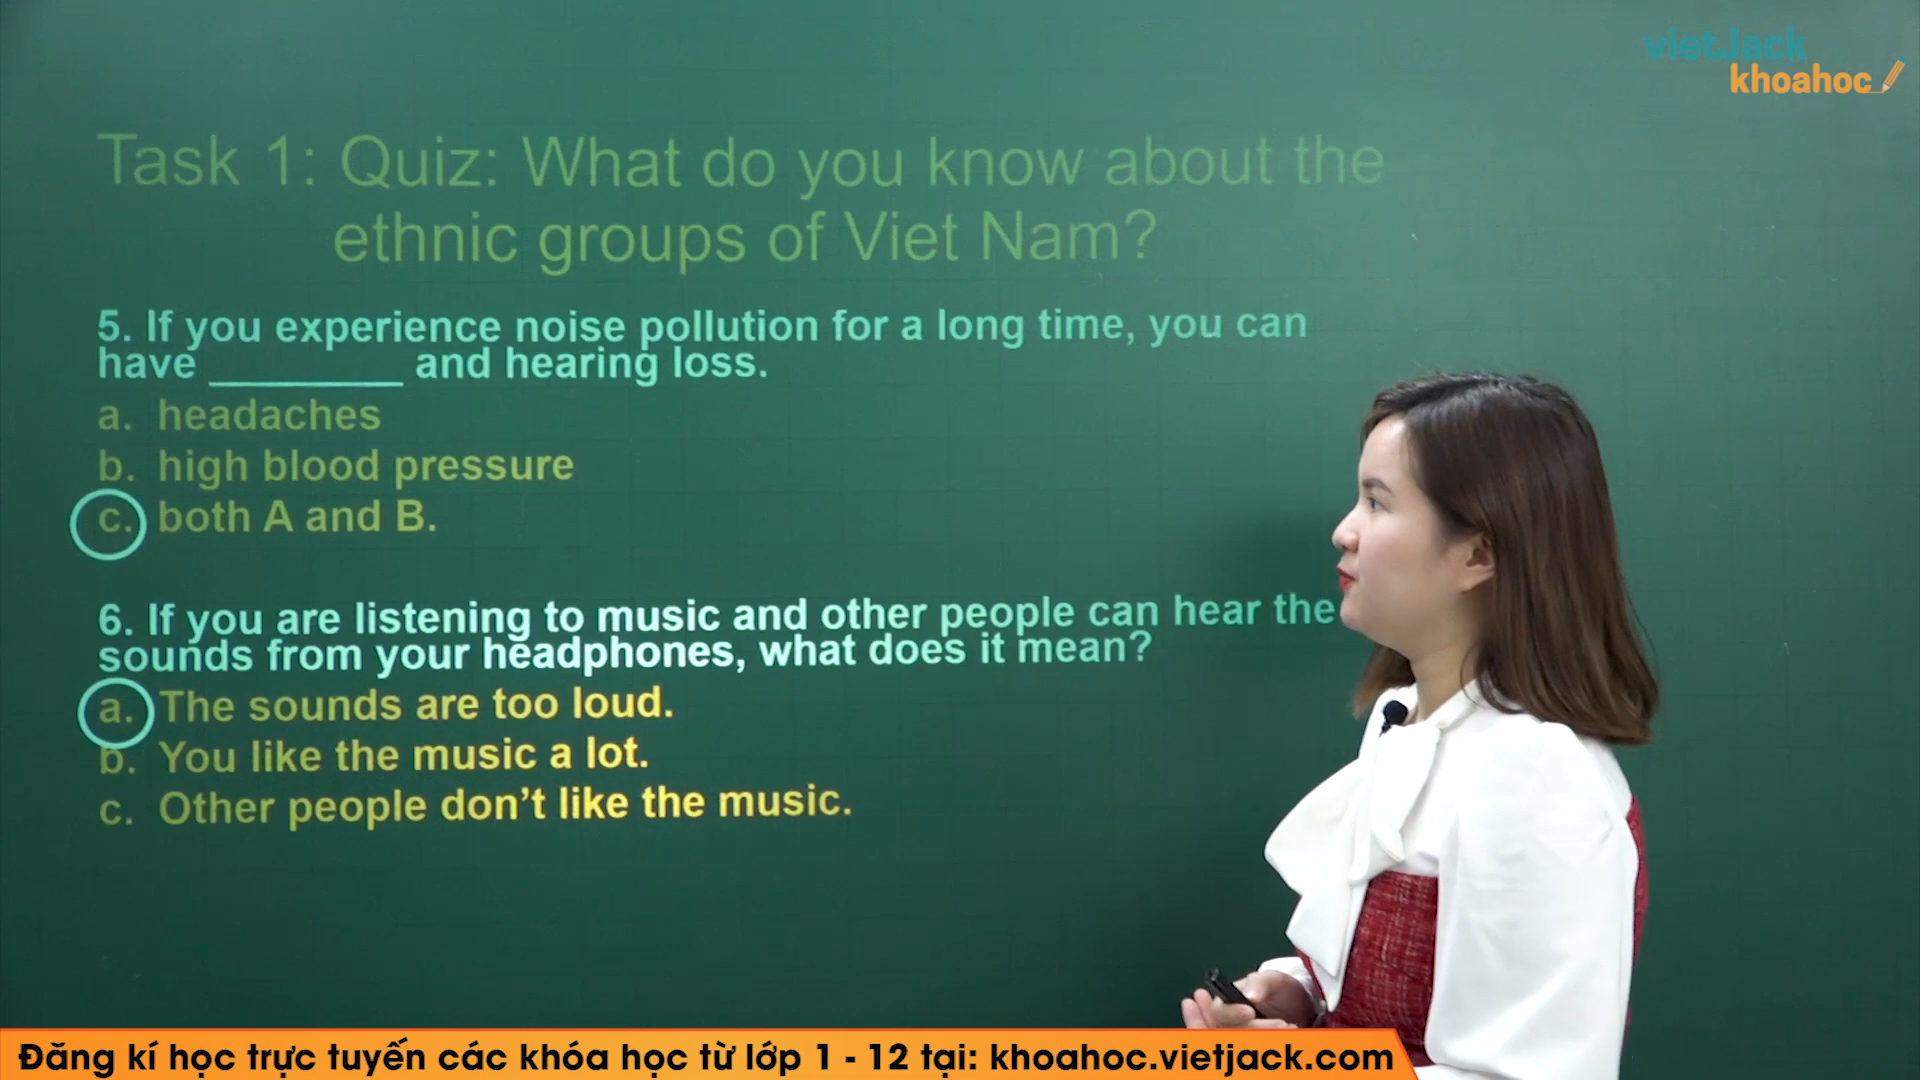 vietJack
khoahoc
Task 1: Quiz: What do you know about the
ethnic groups of Viet Nam?
5. If you experience noise pollution for a long time, you can
have ________ and hearing loss.
a. headaches
b. high blood pressure
c. both A and B.
6. If you are listening to music and other people can hear the
sounds from your headphones, what does it mean?
a. The sounds are too loud.
b. You like the music a lot.
c. Other people don't like the music.
Đăng kí học trực tuyến các khóa học từ lớp 1 - 12 tại: khoahoc.vietjack.com